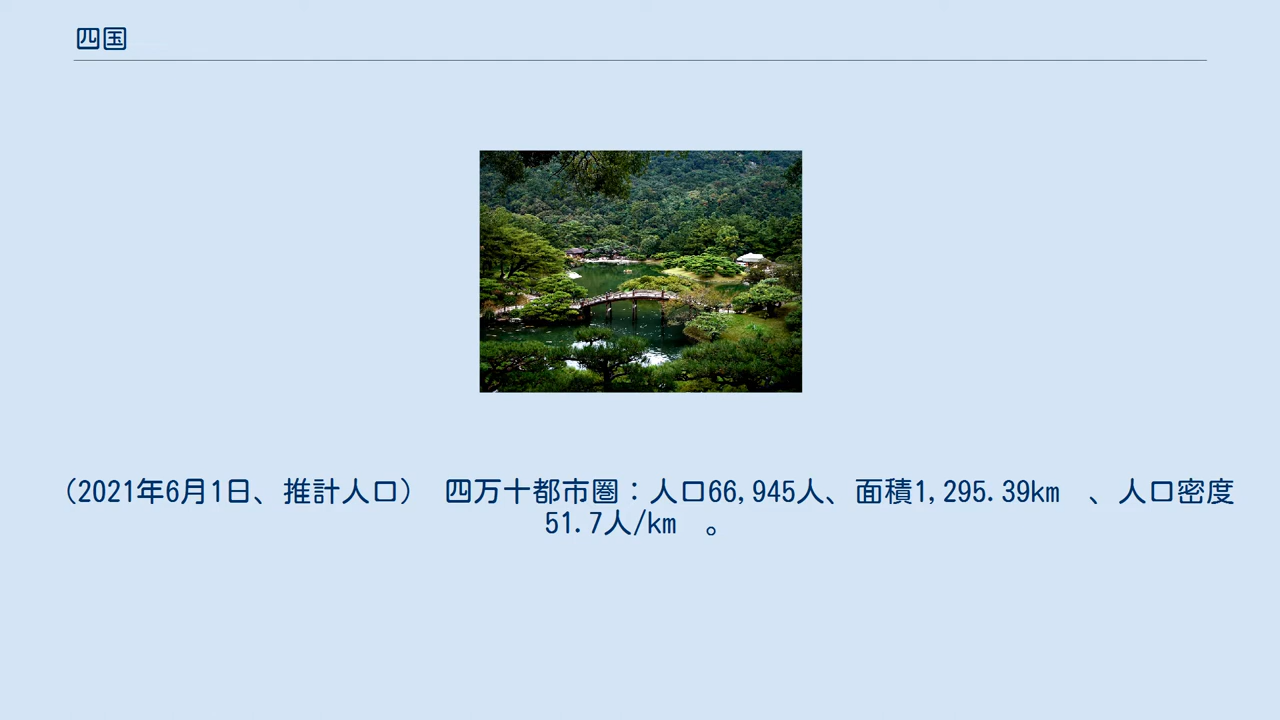 四国
（2021年6月1日、推計人口）　四万十都市圏：人口66,945人、面積1,295.39km　、人口密度
51.7人/km　。